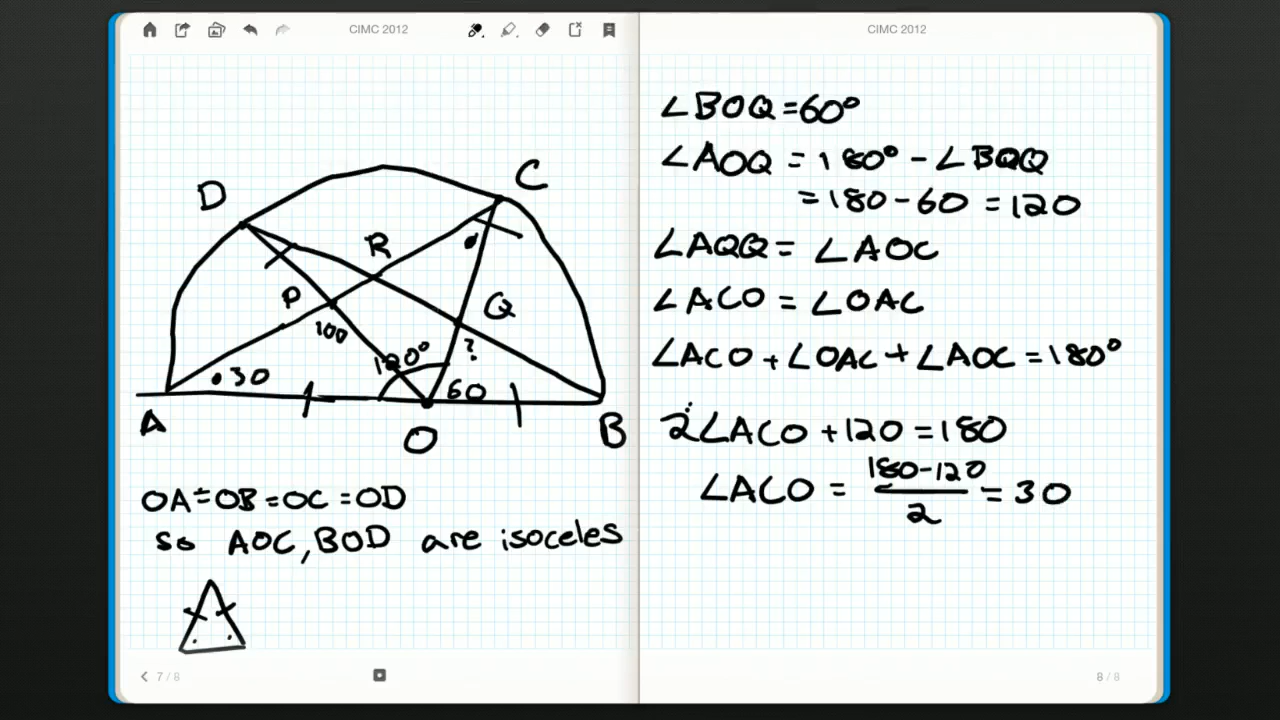 CIMC 2012
CIMC 2012
D
C
R
P
Q
100
120°
?
30
60
A
O
B
OA=OB=OC=OD
so AOC, BOD are isoceles
7/8
∠BOQ=60°
∠AOQ = 180° - ∠BOQ
= 180 - 60 = 120
∠AOQ = ∠AOC
∠ACO = ∠OAC
∠ACO + ∠OAC + ∠AOC = 180°
2∠ACO + 120 = 180
∠ACO = (180-120)/2 = 30
8/8